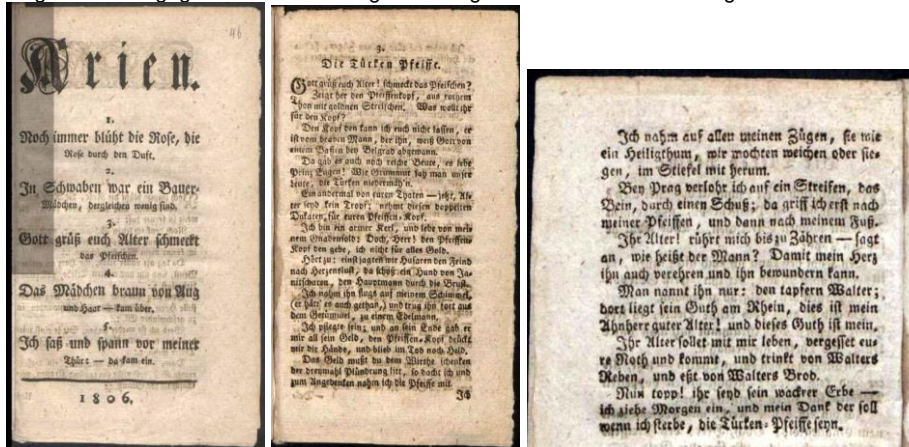 46
Arien.
1.
Noch immer blüht die Rose, die
Rose durch den Duft.
2.
In Schwaben war ein Bauer-
Mädchen, dergleichen wenig sind.
3.
Gott grüß euch Alter schmeckt
das Pfeifchen.
4.
Das Mädchen braun von Aug
und Haar — kam über.
5.
Ich saß und spann vor meiner
Thür: — da kam ein.
1806.
3.
Die Türken Pfeiffe.
Gott grüß euch Alter! schmeckt das Pfeifchen?
Zeigt her den Pfeiffenkopf, aus rothem
Thon mit goldnen Streifchen. Was wollt ihr
für den Kopf?
Den Kopf den kann ich euch nicht lassen, er
ist vom braven Mann, der ihn, weiß Gott von
einem Bassen bey Belgrad abgewann.
Da gab es auch noch reiche Beute, es lebe
Prinz Eugen! Wie Grummut sah man unsre
Leute, die Türken niedermäh'n.
Ein andermal von euren Thaten — jetzt, Al-
ter seyd kein Tropf; nehmt diesen doppelten
Dukaten, für euren Pfeiffen-Kopf.
Ich bin ein armer Kerl, und lebe von mei-
nem Gnadensold; Doch, Herr! den Pfeiffen-
Kopf den gebe, ich nicht für alles Gold.
Hört zu: einst jagten wir Husaren den Feind
nach Herzenslust, da schoß ein Hund von Ja-
nitscharen, den Hauptmann durch die Brust.
Ich nahm ihn flugs auf meinem Schimmel,
(er hätt' es auch gethan,) und trug ihn fort aus
dem Getümmel, zu einem Edelmann.
Ich pflegte sein; und an sein Ende gab er
mir all sein Geld, den Pfeiffen-Kopf drückt
mir die Hände, und blieb im Tod noch Held.
Das Geld mußt du dem Wirthe schenken
der dreymahl Plündrung litt, so dacht ich und
zum Angedenken nahm ich die Pfeiffe mit
Ich
Ich nahm auf allen meinen Zügen, sie wie
ein Heiligthum, wir mochten weichen oder sie-
gen, im Stiefel mit herum.
Bey Prag verlohr ich auf ein Streifen, das
Bein, durch einen Schuß; da griff ich erst nach
meiner Pfeiffen, und dann nach meinem Fuß.
Ihr Alter! rührt mich bis zu Zähren — sagt
an, wie heißt der Mann? Damit mein Herz
ihn auch verehren und ihn bewundern kann.
Man nannt ihn nur: den tapfern Walter;
dort liegt sein Guth am Rhein, dies ist mein
Ahnherr guter Alter! und dieses Guth ist mein.
Ihr Alter sollet mit mir leben, vergesset eu-
re Noth und kommt, und trinkt von Walters
Reben, und eßt von Walters Brod.
Nun topp! ihr seyd sein wackrer Erbe —
ich ziehe Morgen ein, und mein Dank der soll
wenn ich sterbe, die Türken-Pfeiffe seyn.